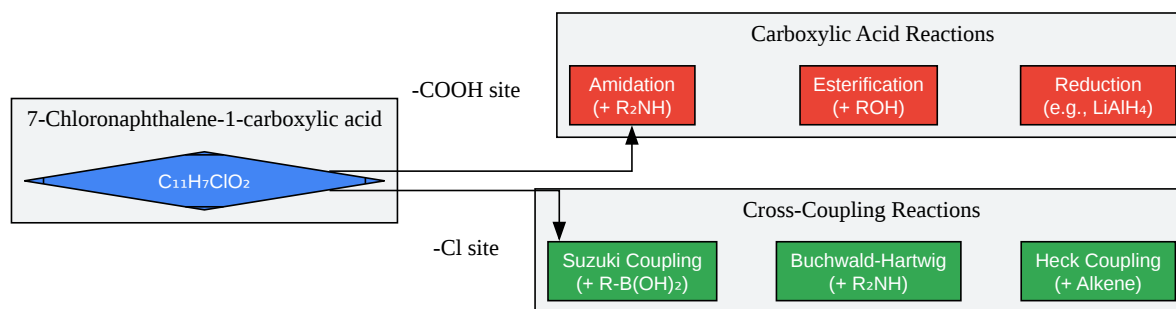 Carboxylic Acid Reactions
Amidation
(+ R₂NH)
Esterification
(+ ROH)
Reduction
(e.g., LiAlH₄)
-COOH site
7-Chloronaphthalene-1-carboxylic acid
C₁₁H₇ClO₂
-Cl site
Cross-Coupling Reactions
Suzuki Coupling
(+ R-B(OH)₂)
Buchwald-Hartwig
(+ R₂NH)
Heck Coupling
(+ Alkene)